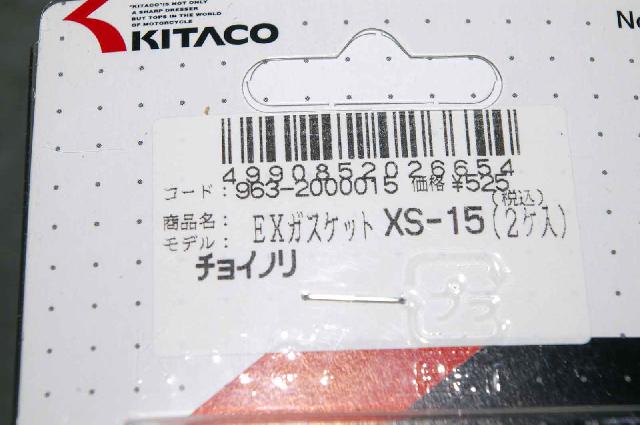 "KITACO"IS NOT ONLY
A SHARP DRESSER
BUT TOPS IN THE WORLD
OF MOTORCYCLE
KITACO
4990852026654
コード: 963-2000015 価格 ¥525
(税込)
商品名: EXガスケット XS-15 (2ケ入)
モデル:
チョイノリ
プラ